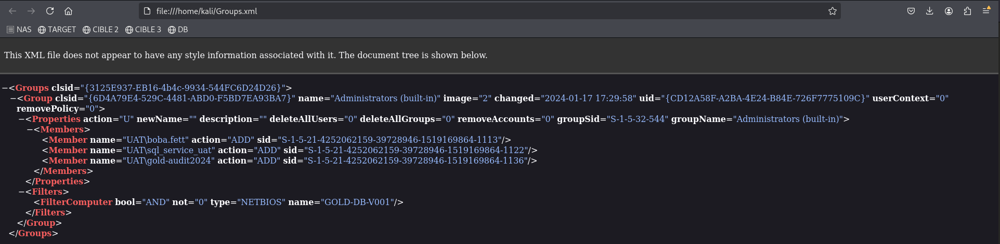 file:///home/kali/Groups.xml
NAS TARGET CIBLE 2 CIBLE 3 DB
This XML file does not appear to have any style information associated with it. The document tree is shown below.
−<Groups clsid="{3125E937-EB16-4b4c-9934-544FC6D24D26}">
−<Group clsid="{6D4A79E4-529C-4481-ABD0-F5BD7EA93BA7}" name="Administrators (built-in)" image="2" changed="2024-01-17 17:29:58" uid="{CD12A58F-A2BA-4E24-B84E-726F7775109C}" userContext="0"
removePolicy="0">
−<Properties action="U" newName="" description="" deleteAllUsers="0" deleteAllGroups="0" removeAccounts="0" groupSid="S-1-5-32-544" groupName="Administrators (built-in)">
−<Members>
<Member name="UAT\boba.fett" action="ADD" sid="S-1-5-21-4252062159-39728946-1519169864-1113"/>
<Member name="UAT\sql_service_uat" action="ADD" sid="S-1-5-21-4252062159-39728946-1519169864-1122"/>
<Member name="UAT\gold-audit2024" action="ADD" sid="S-1-5-21-4252062159-39728946-1519169864-1136"/>
</Members>
</Properties>
−<Filters>
<FilterComputer bool="AND" not="0" type="NETBIOS" name="GOLD-DB-V001"/>
</Filters>
</Group>
</Groups>